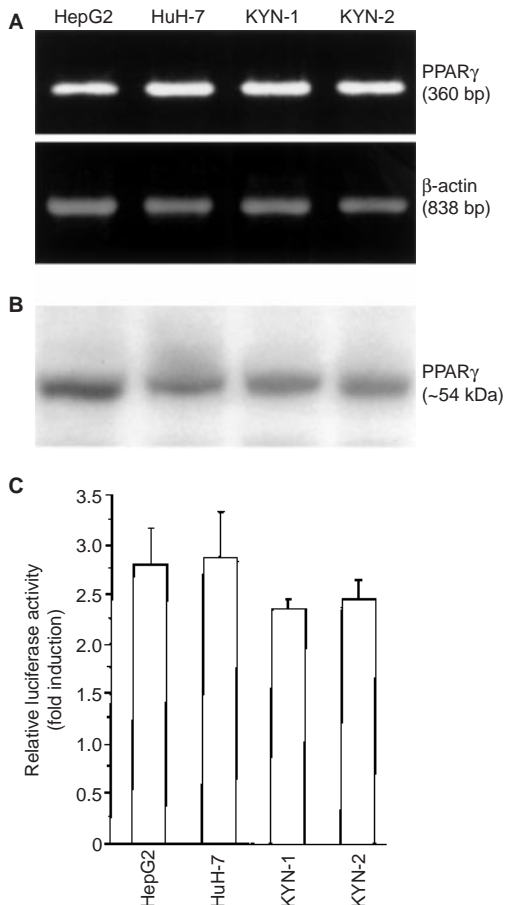 A
HepG2 HuH-7 KYN-1 KYN-2
PPARγ
(360 bp)
β-actin
(838 bp)
B
PPARγ
(~54 kDa)
C
Relative luciferase activity
(fold induction)
3.5
3.0
2.5
2.0
1.5
1.0
0.5
0
HepG2
HuH-7
KYN-1
KYN-2